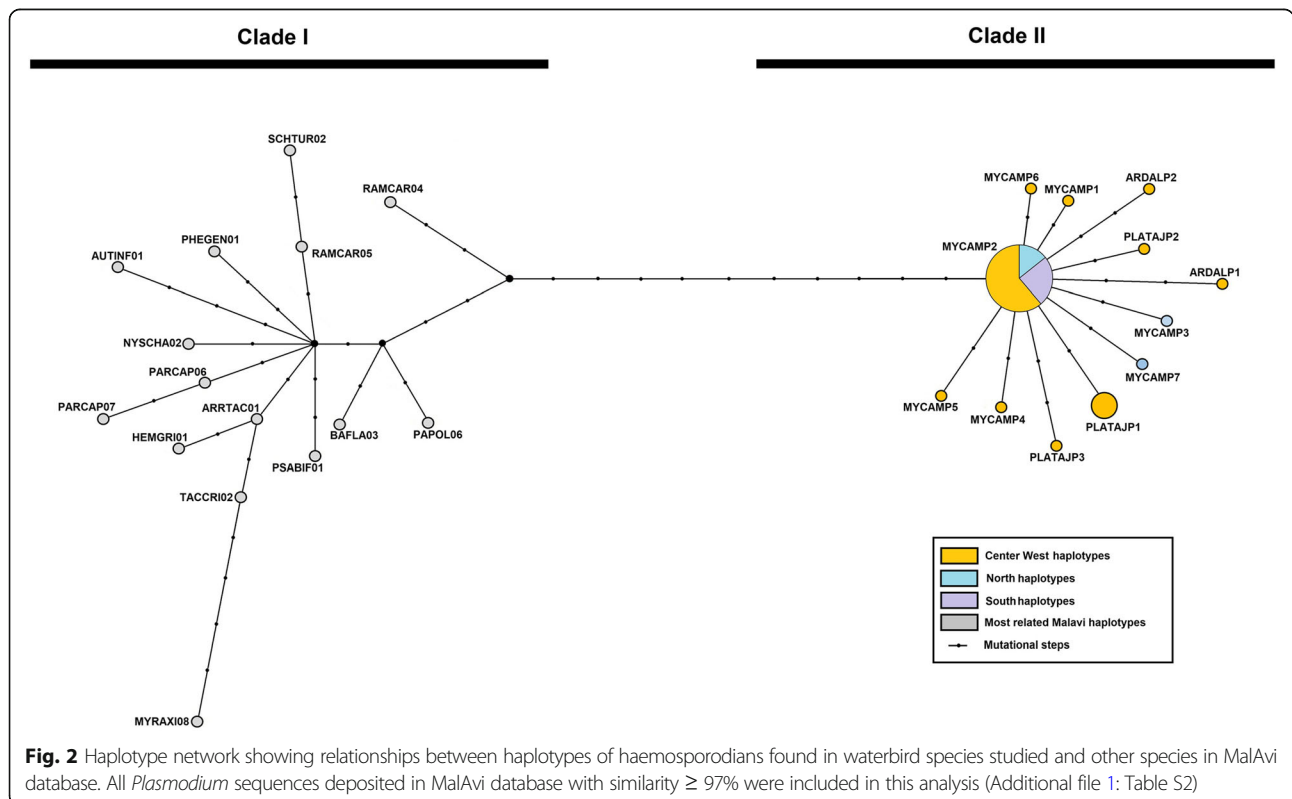 Clade I
Clade II
SCHTUR02
RAMCAR04
MYCAMP6
MYCAMP1
ARDALP2
PHEGEN01
RAMCAR05
MYCAMP2
PLATAJP2
AUTINF01
ARDALP1
NYSCHA02
MYCAMP3
PARCAP06
MYCAMP7
PARCAP07
ARRTAC01
HEMGRI01
BAFLA03
PAPOL06
MYCAMP5
MYCAMP4
PLATAJP1
PSABIF01
PLATAJP3
TACCRI02
MYRAXI08
Center West haplotypes
North haplotypes
South haplotypes
Most related Malavi haplotypes
Mutational steps
Fig. 2 Haplotype network showing relationships between haplotypes of haemosporodians found in waterbird species studied and other species in MalAvi
database. All Plasmodium sequences deposited in MalAvi database with similarity ≥ 97% were included in this analysis (Additional file 1: Table S2)